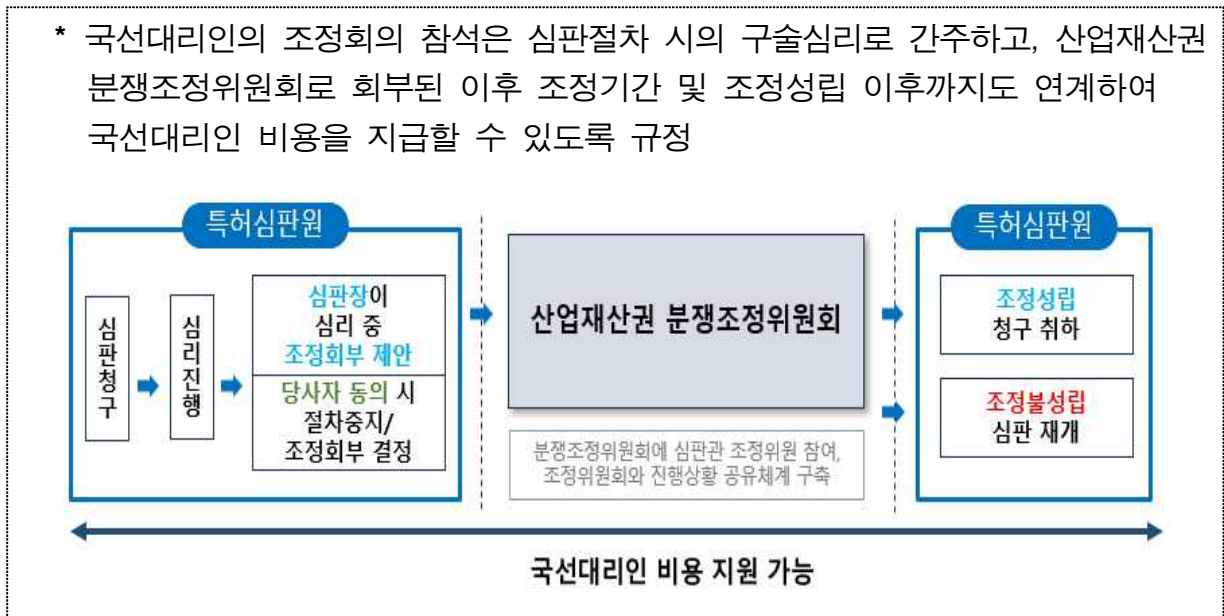 * 국선대리인의 조정회의 참석은 심판절차 시의 구술심리로 간주하고, 산업재산권
분쟁조정위원회로 회부된 이후 조정기간 및 조정성립 이후까지도 연계하여
국선대리인 비용을 지급할 수 있도록 규정
특허심판원
심판청구
심리진행
심판장이
심리 중
조정회부 제안
당사자 동의 시
절차중지/
조정회부 결정
산업재산권 분쟁조정위원회
분쟁조정위원회에 심판관 조정위원 참여,
조정위원회와 진행상황 공유체계 구축
특허심판원
조정성립
청구 취하
조정불성립
심판 재개
국선대리인 비용 지원 가능